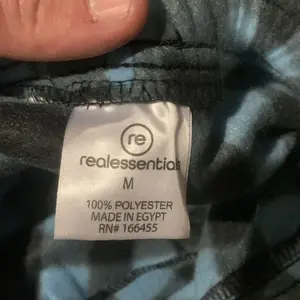 re
realessentials
M
100% POLYESTER
MADE IN EGYPT
RN# 166455